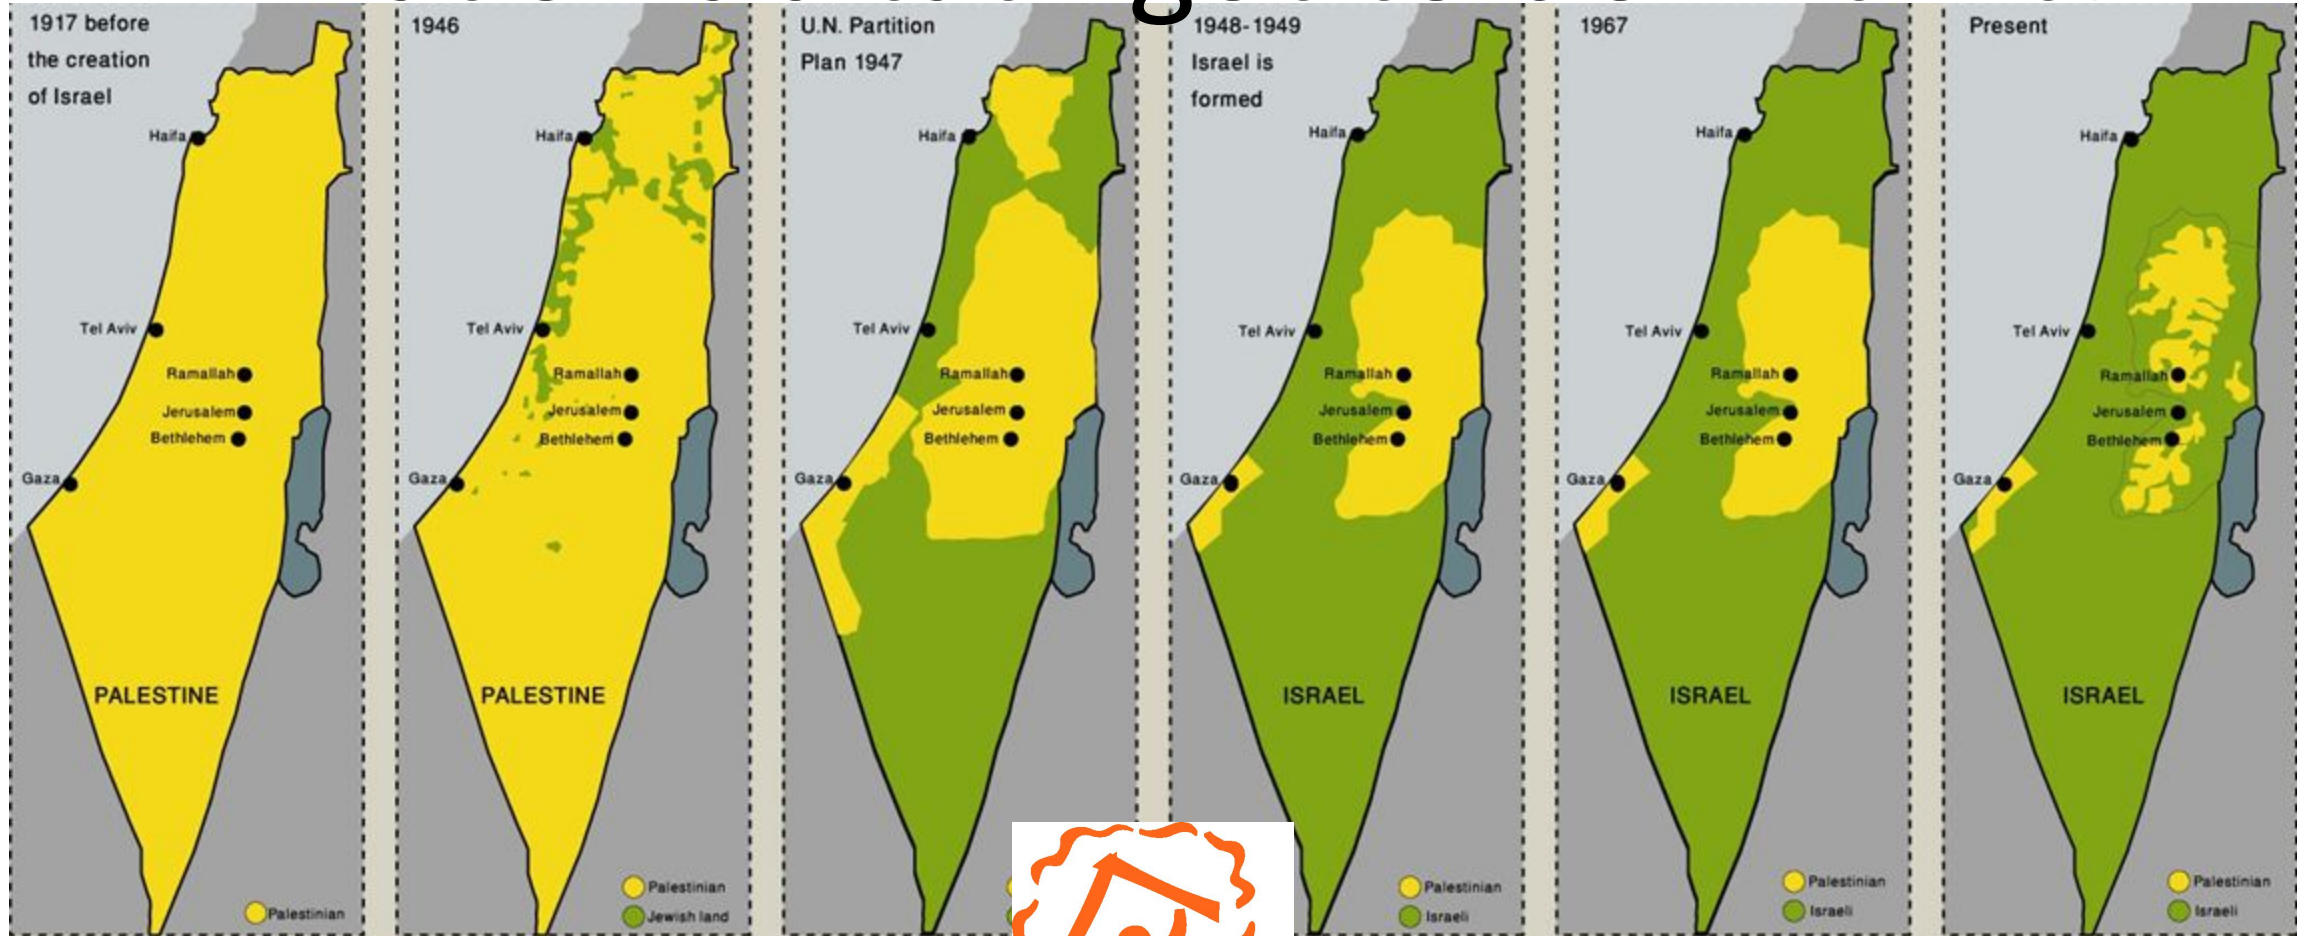 1917 before
the creation
of Israel
Haifa
Tel Aviv
Ramallah
Jerusalem
Bethlehem
Gaza
PALESTINE
Palestinian
1946
Haifa
Tel Aviv
Ramallah
Jerusalem
Bethlehem
Gaza
PALESTINE
Palestinian
Jewish land
U.N. Partition
Plan 1947
Haifa
Tel Aviv
Ramallah
Jerusalem
Bethlehem
Gaza
1948-1949
Israel is
formed
Haifa
Tel Aviv
Ramallah
Jerusalem
Bethlehem
Gaza
ISRAEL
Palestinian
Israeli
1967
Haifa
Tel Aviv
Ramallah
Jerusalem
Bethlehem
Gaza
ISRAEL
Palestinian
Israeli
Present
Haifa
Tel Aviv
Ramallah
Jerusalem
Bethlehem
Gaza
ISRAEL
Palestinian
Israeli